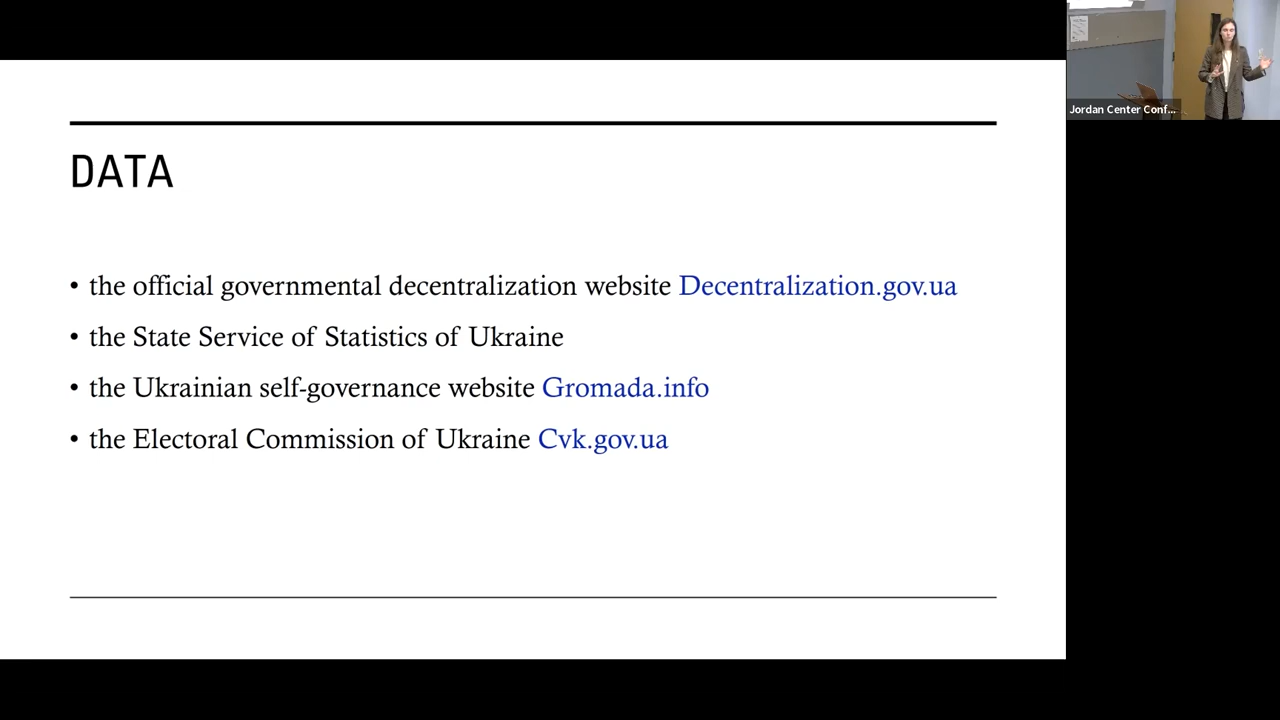 DATA
• the official governmental decentralization website Decentralization.gov.ua
• the State Service of Statistics of Ukraine
• the Ukrainian self-governance website Gromada.info
• the Electoral Commission of Ukraine Cvk.gov.ua
Jordan Center Conf...